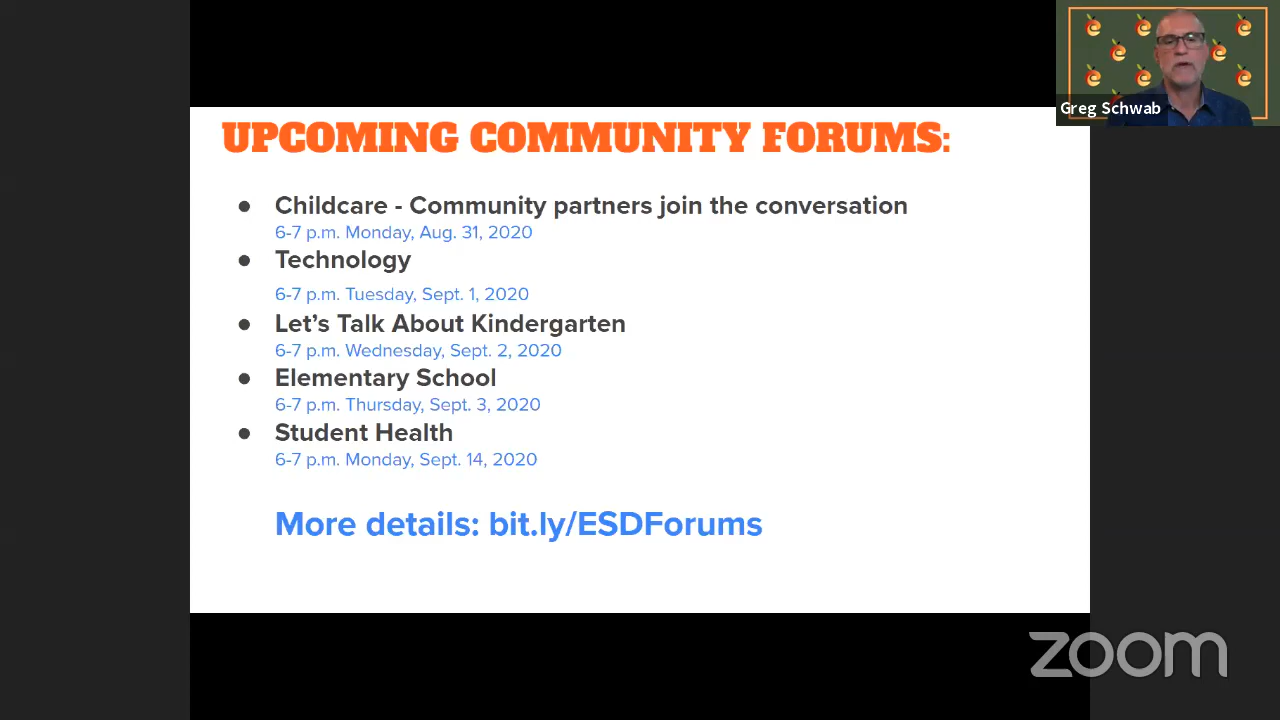 UPCOMING COMMUNITY FORUMS:
Greg Schwab
● Childcare - Community partners join the conversation
6-7 p.m. Monday, Aug. 31, 2020
● Technology
6-7 p.m. Tuesday, Sept. 1, 2020
● Let’s Talk About Kindergarten
6-7 p.m. Wednesday, Sept. 2, 2020
● Elementary School
6-7 p.m. Thursday, Sept. 3, 2020
● Student Health
6-7 p.m. Monday, Sept. 14, 2020
More details: bit.ly/ESDForums
zoom